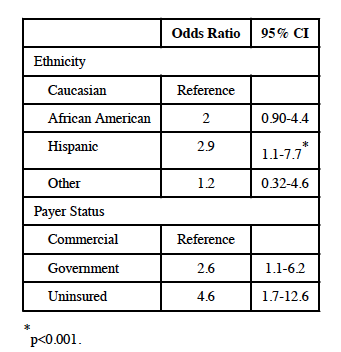 Odds Ratio 95% CI
Ethnicity
Caucasian Reference
African American 2 0.90-4.4
Hispanic 2.9 1.1-7.7*
Other 1.2 0.32-4.6
Payer Status
Commercial Reference
Government 2.6 1.1-6.2
Uninsured 4.6 1.7-12.6
*p<0.001.